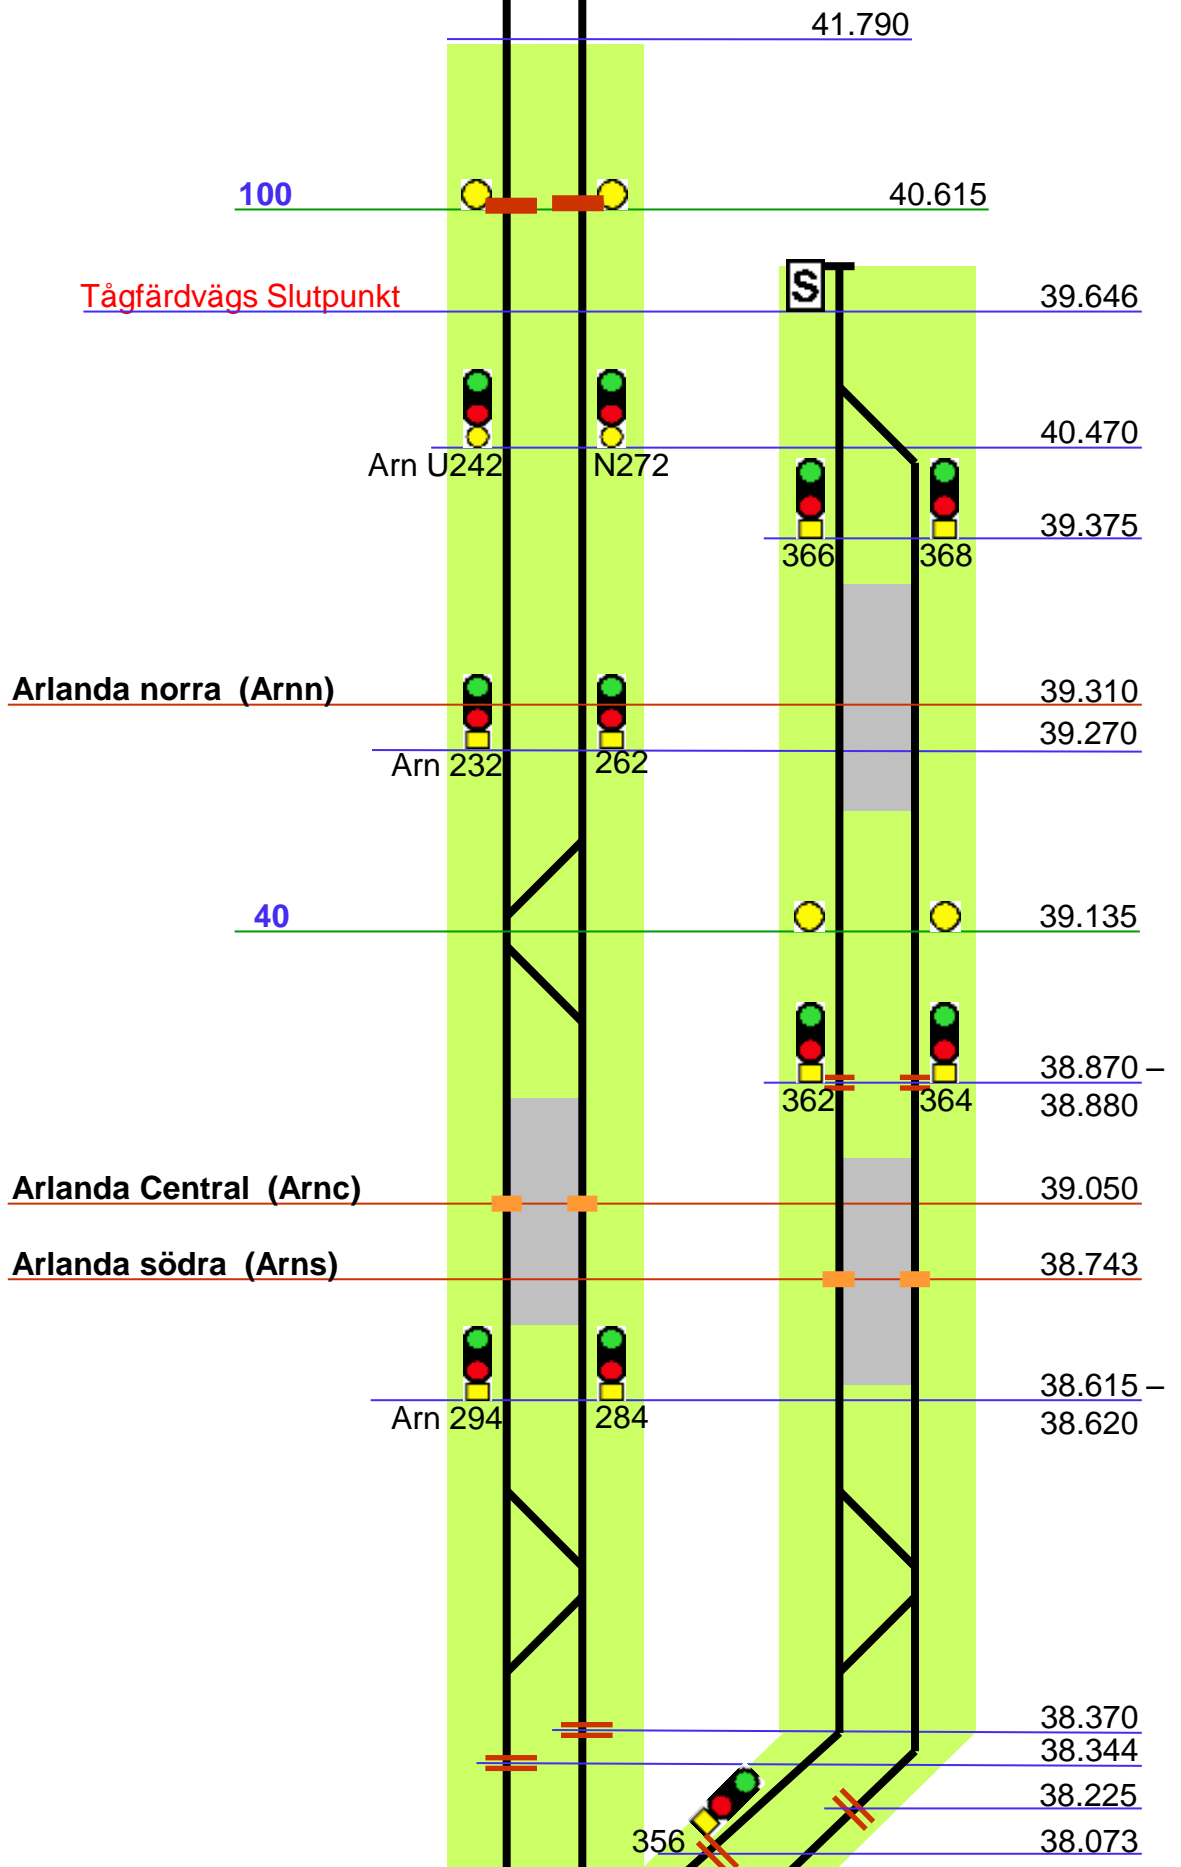 41.790
100 40.615
S
Tågfärdvägs Slutpunkt 39.646
40.470
Arn U242 N272
39.375
366 368
Arlanda norra (Arnn) 39.310
39.270
Arn 232 262
40 39.135
38.870 –
362 364 38.880
Arlanda Central (Arnc) 39.050
Arlanda södra (Arns) 38.743
38.615 –
Arn 294 284 38.620
38.370
38.344
38.225
356 38.073